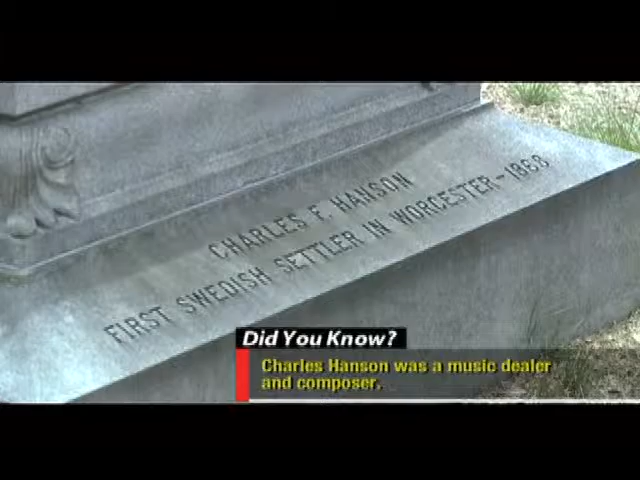 CHARLES F. HANSON
FIRST SWEDISH SETTLER IN WORCESTER - 1868
Did You Know?
Charles Hanson was a music dealer
and composer.